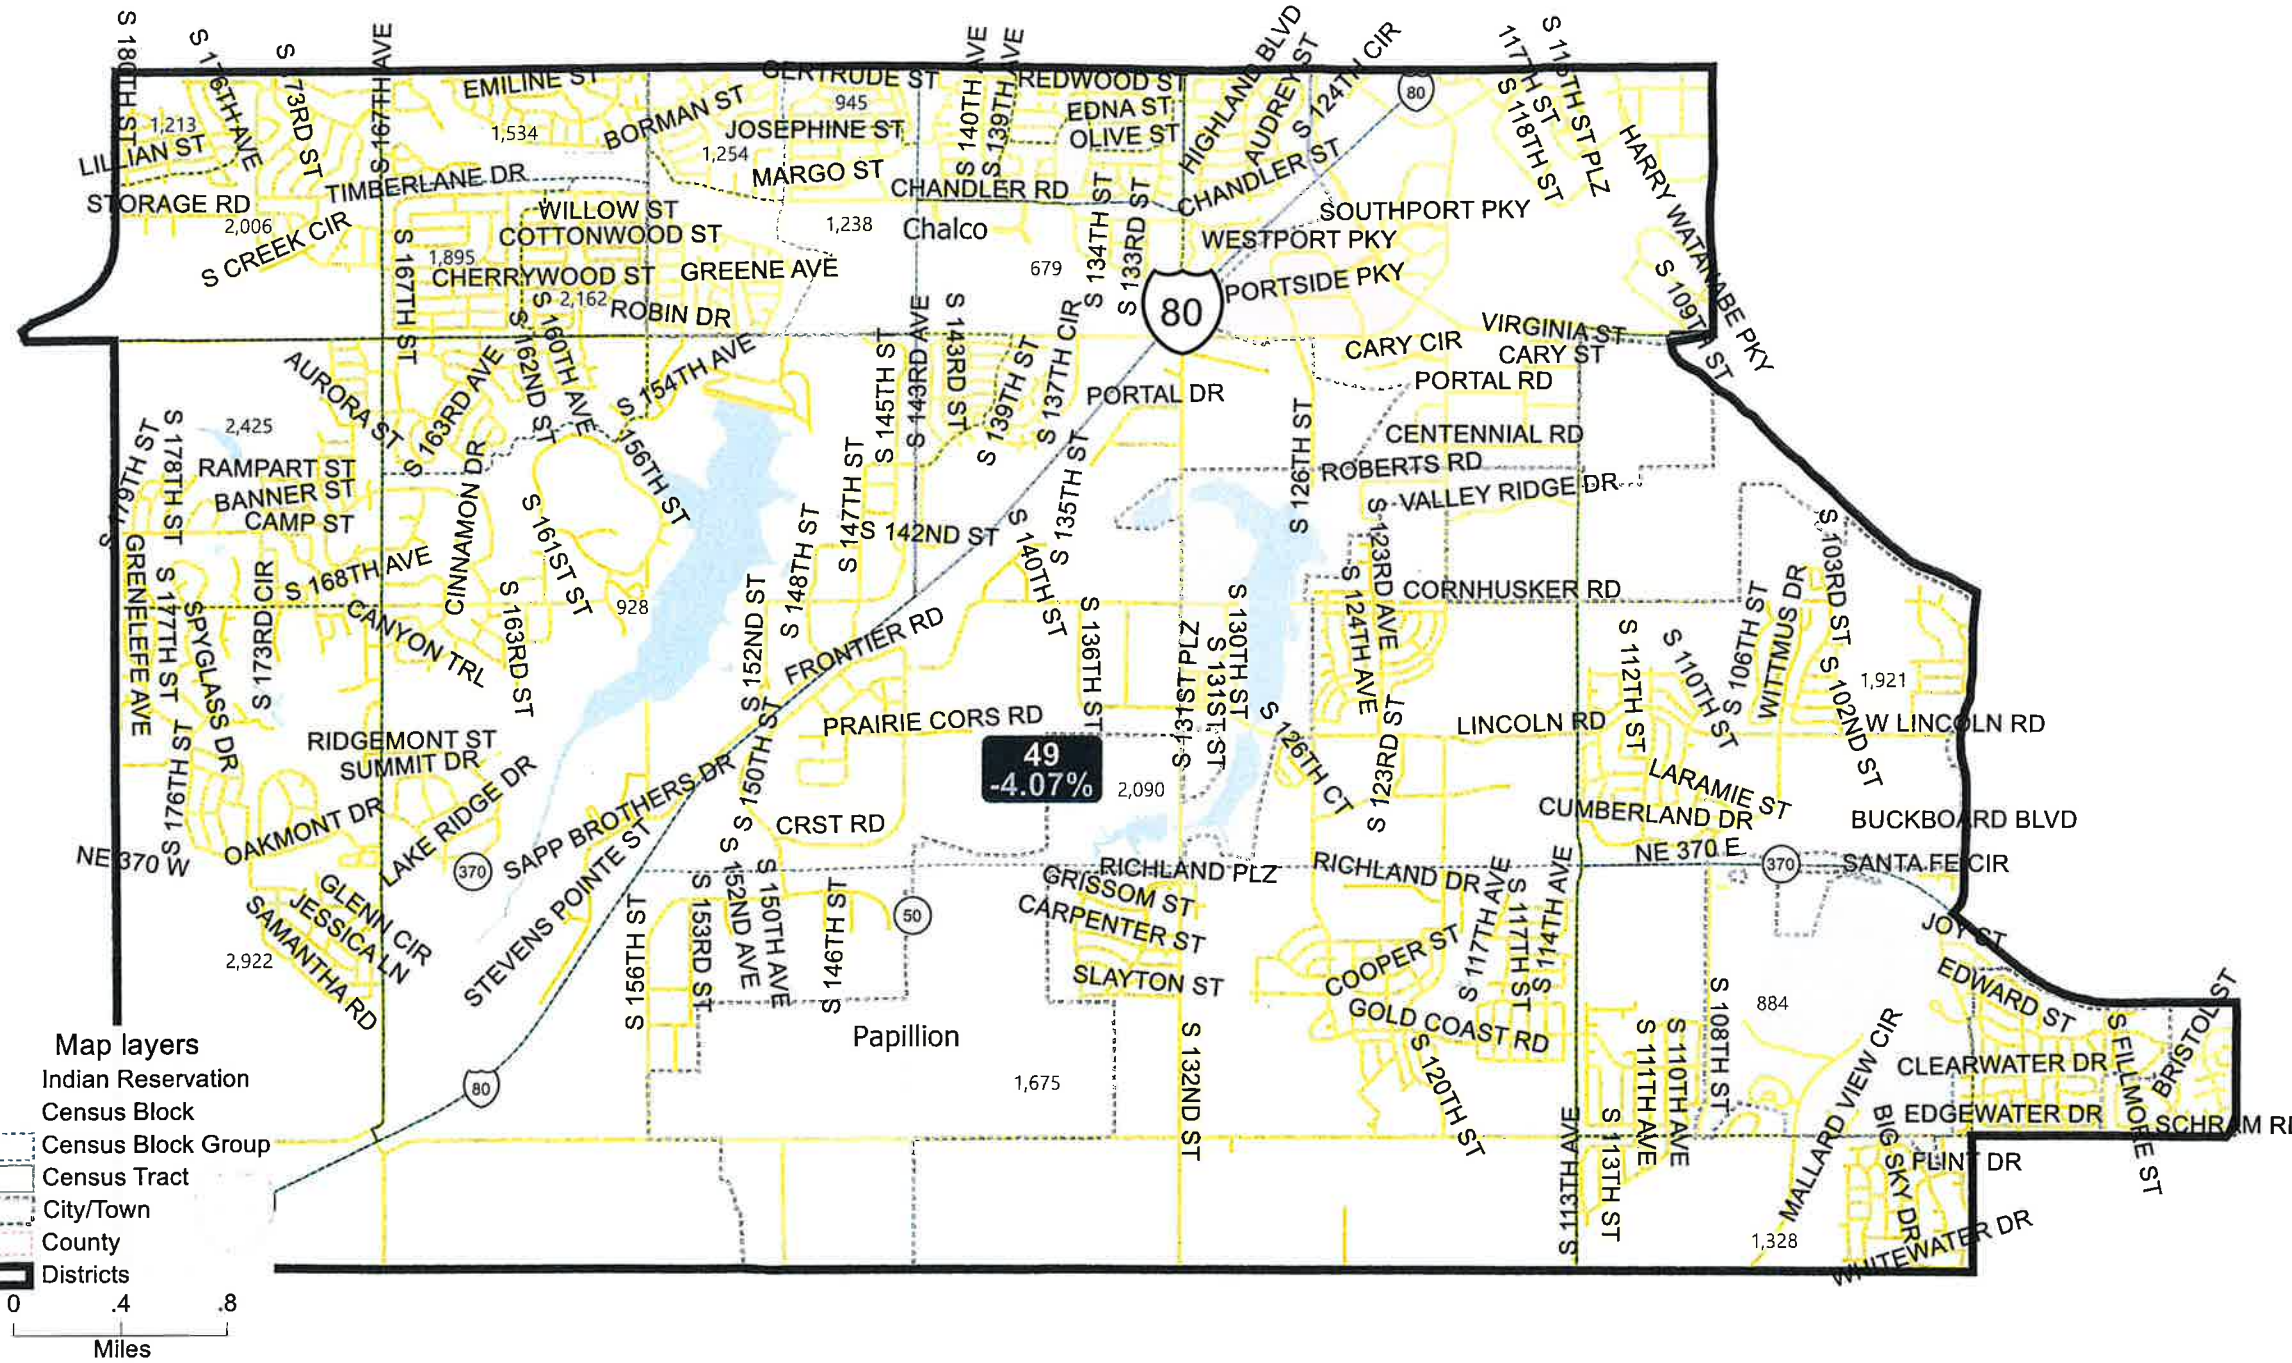 S 180TH ST
S 176TH AVE
S 173RD ST
S 167TH AVE
EMILINE ST
GERTRUDE ST
S 140TH AVE
S 139TH AVE
REDWOOD ST
HIGHLAND BLVD
AUDREY ST
S 124TH CIR
80
117TH ST
S 118TH ST
HARRY WATANABE PKY
1,213
LILLIAN ST
1,534
BORMAN ST
945
JOSEPHINE ST
1,254
MARGO ST
EDNA ST
OLIVE ST
CHANDLER ST
STORAGE RD
TIMBERLANE DR
CHANDLER RD
2,006
S CREEK CIR
WILLOW ST
COTTONWOOD ST
1,238
Chalco
S 134TH ST
S 133RD ST
SOUTHPORT PKY
WESTPORT PKY
S 167TH ST
1,895
CHERRYWOOD ST
GREENE AVE
679
PORTSIDE PKY
S 109TH ST
2,162
ROBIN DR
80
S 162ND ST
S 160TH AVE
S 154TH AVE
S 145TH ST
S 143RD AVE
S 143RD ST
S 139TH ST
S 137TH CIR
VIRGINIA ST
CARY CIR
CARY ST
AURORA ST
S 163RD AVE
PORTAL DR
PORTAL RD
2,425
S 179TH ST
S 178TH ST
156TH ST
S 126TH ST
CENTENNIAL RD
RAMPART ST
BANNER ST
CAMP ST
CINNAMON DR
S 161ST ST
S 148TH ST
S 147TH ST
S 142ND ST
S 140TH ST
S 135TH ST
ROBERTS RD
VALLEY RIDGE DR
S 123RD AVE
S 103RD ST
GREENELEFE AVE
S 177TH ST
SPYGLASS DR
S 173RD CIR
S 168TH AVE
CANYON TRL
S 163RD ST
928
S 152ND ST
FRONTIER RD
S 136TH ST
S 131ST PLZ
S 131ST ST
S 130TH ST
S 124TH AVE
CORNHUSKER RD
S 112TH ST
S 110TH ST
S 106TH ST
WITTMUS DR
S 102ND ST
1,921
RIDGEMONT ST
SUMMIT DR
S 176TH ST
PRAIRIE CORS RD
S 126TH CT
S 123RD ST
LINCOLN RD
W LINCOLN RD
49
-4.07%
2,090
S 150TH ST
LARAMIE ST
OAKMONT DR
LAKE RIDGE DR
SAPP BROTHERS DR
CRST RD
CUMBERLAND DR
BUCKBOARD BLVD
NE 370 W
370
RICHLAND PLZ
RICHLAND DR
NE 370 E
370
SANTA FE CIR
GLENN CIR
JESSICA LN
SAMANTHA RD
STEVENS POINTE ST
S 156TH ST
S 153RD ST
S 152ND AVE
S 150TH AVE
S 146TH ST
50
GRISSOM ST
CARPENTER ST
SLAYTON ST
COOPER ST
S 117TH AVE
S 117TH ST
S 114TH AVE
JOY ST
2,922
GOLD COAST RD
S 108TH ST
884
EDWARD ST
Papillion
1,675
S 132ND ST
S 120TH ST
S 111TH AVE
S 110TH AVE
MALLARD VIEW CIR
CLEARWATER DR
S FILLMORE ST
BRISTOL ST
EDGEWATER DR
SCHRAM RI
80
S 113TH AVE
S 113TH ST
BIG SKY DR
FLINT DR
1,328
WHITEWATER DR
Map layers
Indian Reservation
Census Block
Census Block Group
Census Tract
City/Town
County
Districts
0 .4 .8
Miles